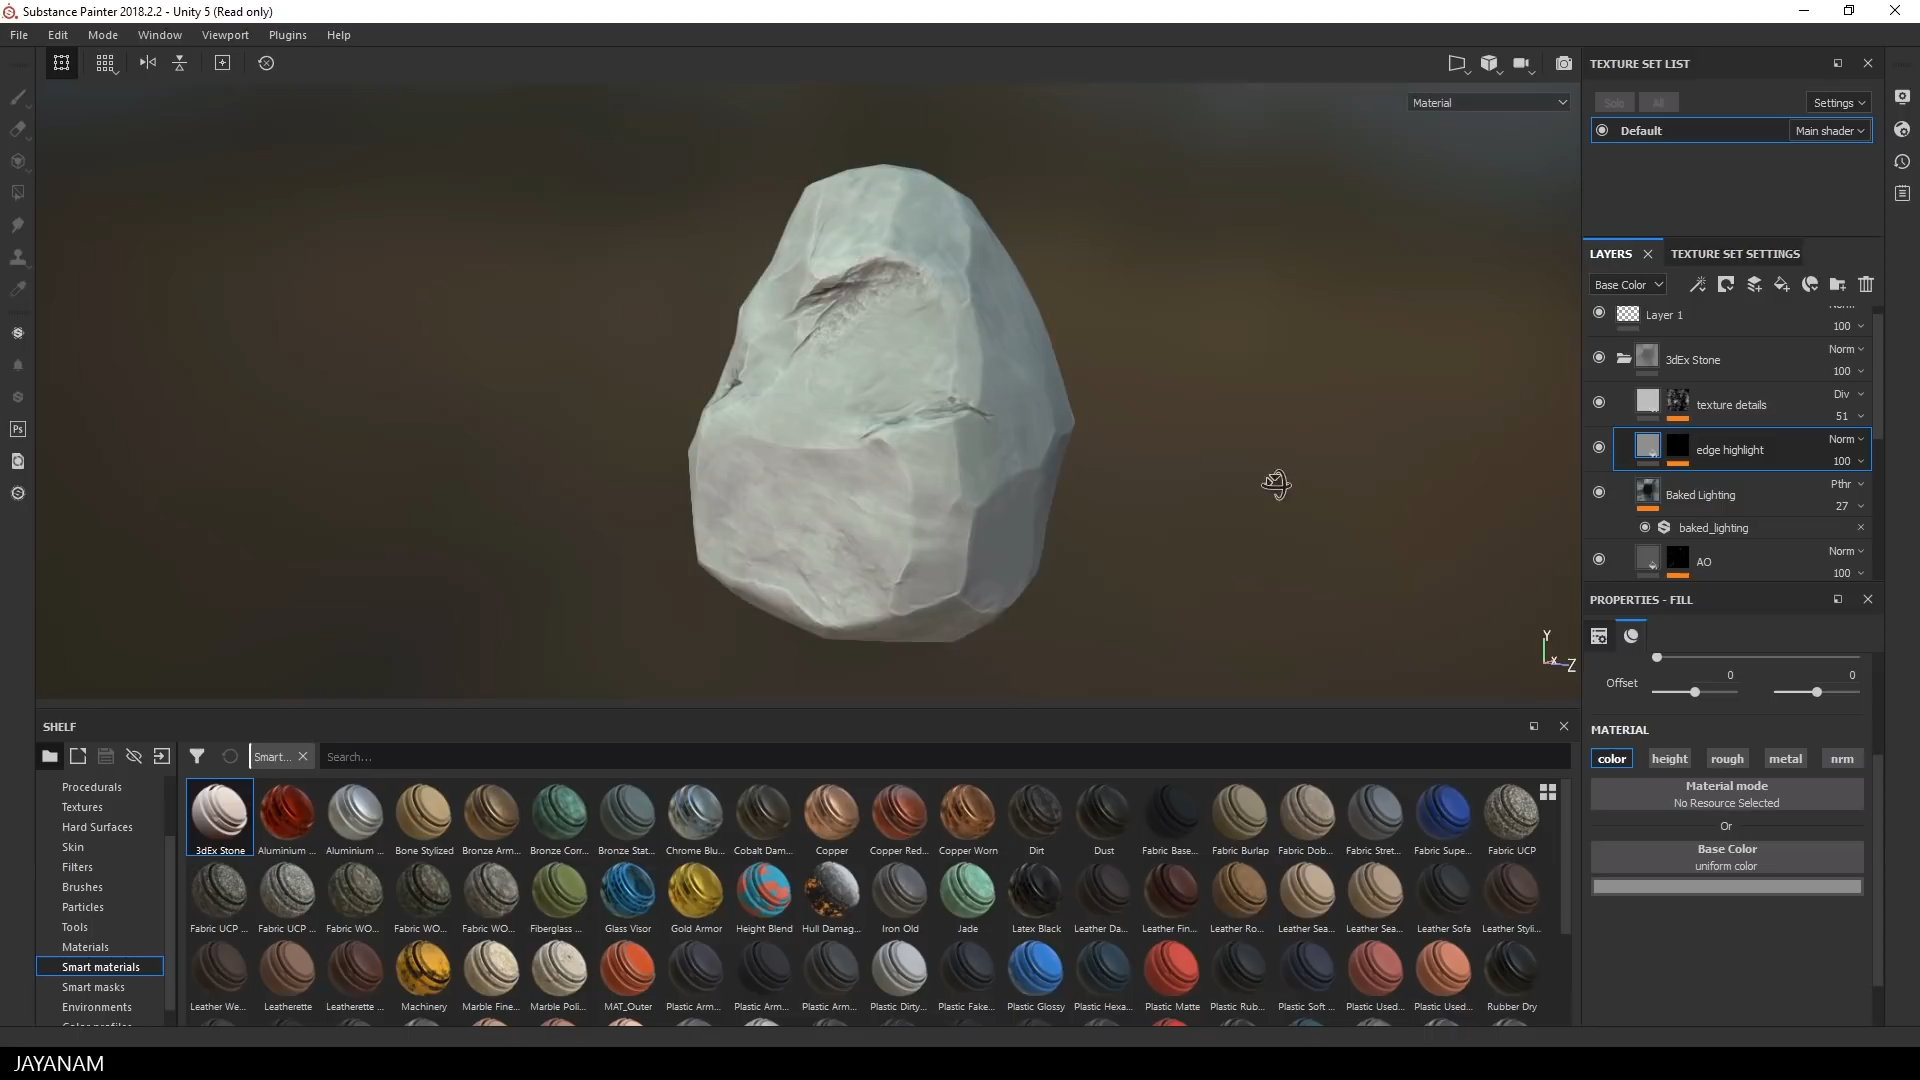 Substance Painter 2018.2.2 - Unity 5 (Read only)
File Edit Mode Window Viewport Plugins Help
Material
TEXTURE SET LIST
Solo All Settings
Default Main shader
LAYERS TEXTURE SET SETTINGS
Base Color
Layer 1
100
3dEx Stone
Norm
100
texture details
Div
51
edge highlight
Norm
100
Baked Lighting
Pthr
27
baked_lighting
AO
Norm
100
PROPERTIES - FILL
Offset 0 0
MATERIAL
color height rough metal nrm
Material mode
No Resource Selected
Or
Base Color
uniform color
Y
X
Z
Ps
SHELF
Smart... Search...
Procedurals
Textures
Hard Surfaces
Skin
Filters
Brushes
Particles
Tools
Materials
Smart materials
Smart masks
Environments
3dEx Stone Aluminium ... Aluminium ... Bone Stylized Bronze Arm... Bronze Corr... Bronze Stat... Chrome Blu... Cobalt Dam... Copper Copper Red... Copper Worn Dirt Dust Fabric Base... Fabric Burlap Fabric Dob... Fabric Stret... Fabric Supe... Fabric UCP
Fabric UCP ... Fabric UCP ... Fabric WO... Fabric WO... Fabric WO... Fiberglass ... Glass Visor Gold Armor Height Blend Hull Damag... Iron Old Jade Latex Black Leather Da... Leather Fin... Leather Ro... Leather Sea... Leather Sea... Leather Sofa Leather Styli...
Leather We... Leatherette Leatherette ... Machinery Marble Fine... Marble Poli... MAT_Outer Plastic Arm... Plastic Arm... Plastic Arm... Plastic Dirty... Plastic Fake... Plastic Glossy Plastic Hexa... Plastic Matte Plastic Rub... Plastic Soft ... Plastic Used... Plastic Used... Rubber Dry
JAYANAM